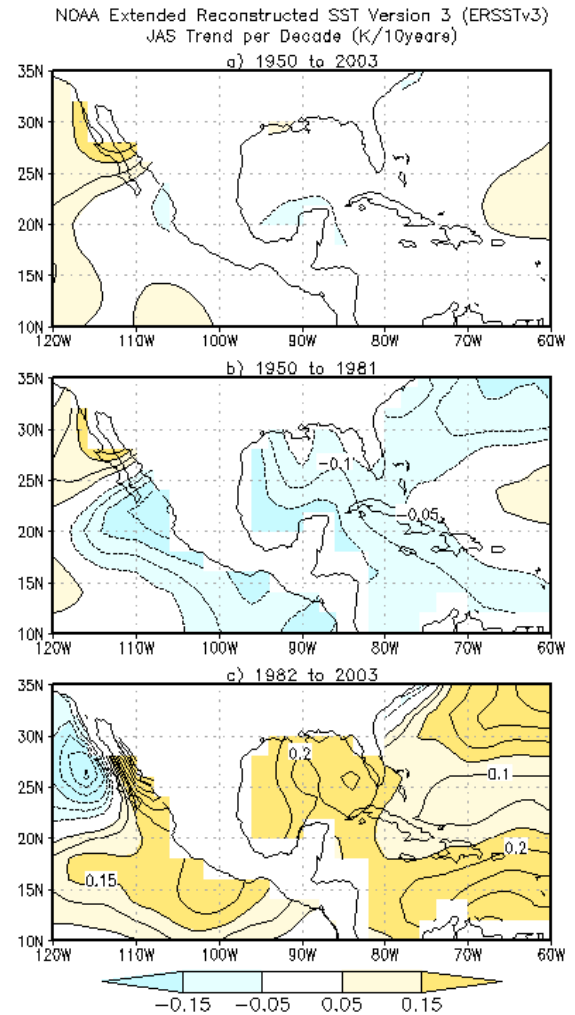 NOAA Extended Reconstructed SST Version 3 (ERSSTv3)
JAS Trend per Decade (K/10years)
a) 1950 to 2003
35N
30N
25N
20N
15N
10N
120W 110W 100W 90W 80W 70W 60W
b) 1950 to 1981
35N
30N
25N
20N
15N
10N
-0.1
-0.05
120W 110W 100W 90W 80W 70W 60W
c) 1982 to 2003
35N
30N
25N
20N
15N
10N
0.2
0.1
0.2
0.15
120W 110W 100W 90W 80W 70W 60W
-0.15 -0.05 0.05 0.15